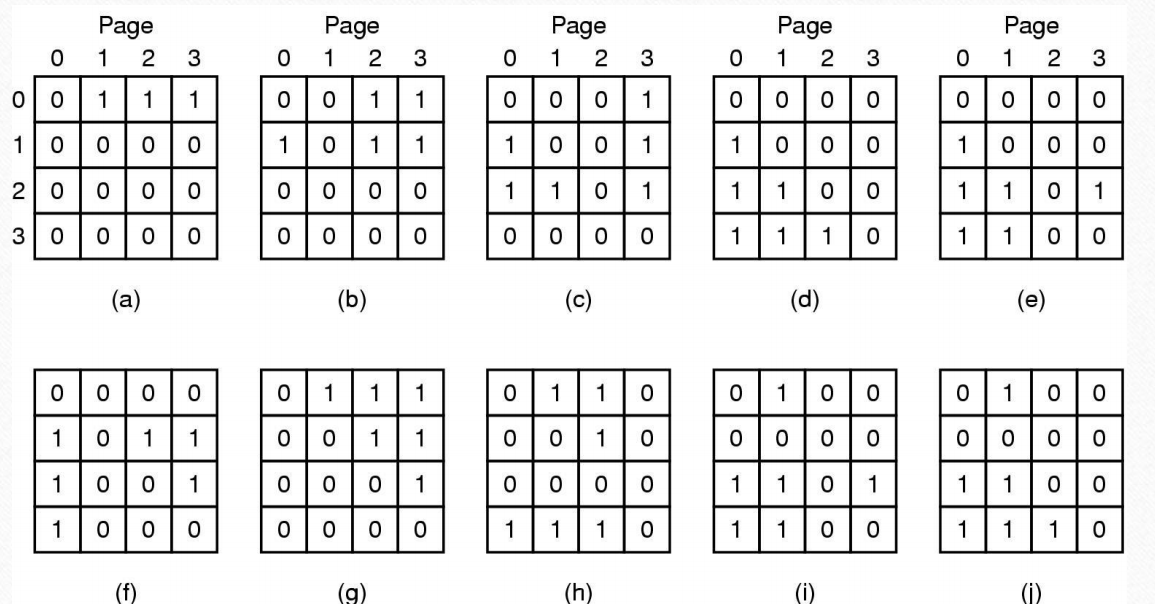 Page Page Page Page Page
0 1 2 3 0 1 2 3 0 1 2 3 0 1 2 3 0 1 2 3
0 0 1 1 1 0 0 1 1 0 0 0 1 0 0 0 0 0 0 0 0
1 0 0 0 0 1 0 1 1 1 0 0 1 1 0 0 0 1 0 0 0
2 0 0 0 0 0 0 0 0 1 1 0 1 1 1 0 0 1 1 0 1
3 0 0 0 0 0 0 0 0 0 0 0 0 1 1 1 0 1 1 0 0
(a) (b) (c) (d) (e)
0 0 0 0 0 1 1 1 0 1 1 0 0 1 0 0 0 1 0 0
1 0 1 1 0 0 1 1 0 0 1 0 0 0 0 0 0 0 0 0
1 0 0 1 0 0 0 1 0 0 0 0 1 1 0 1 1 1 0 0
1 0 0 0 0 0 0 0 1 1 1 0 1 1 0 0 1 1 1 0
(f) (g) (h) (i) (j)